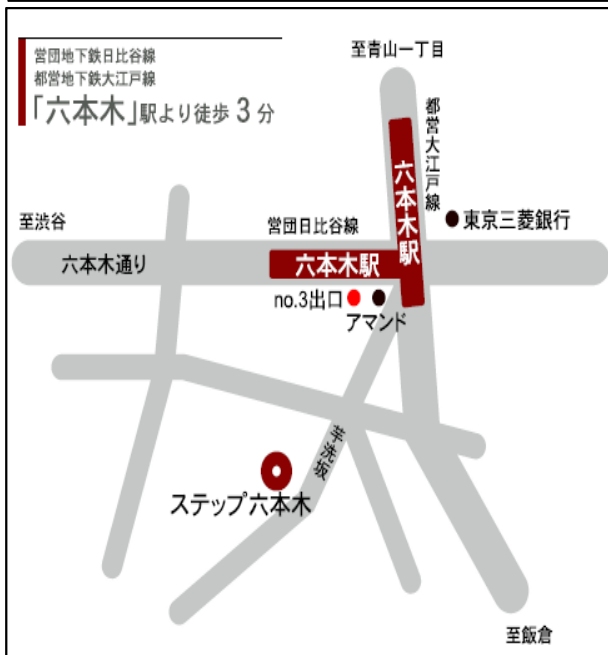 営団地下鉄日比谷線
都営地下鉄大江戸線
「六本木」駅より徒歩 3 分
至青山一丁目
都営大江戸線
六本木駅
東京三菱銀行
至渋谷
営団日比谷線
六本木通り
六本木駅
no.3出口
アマンド
芋洗坂
ステップ六本木
至飯倉